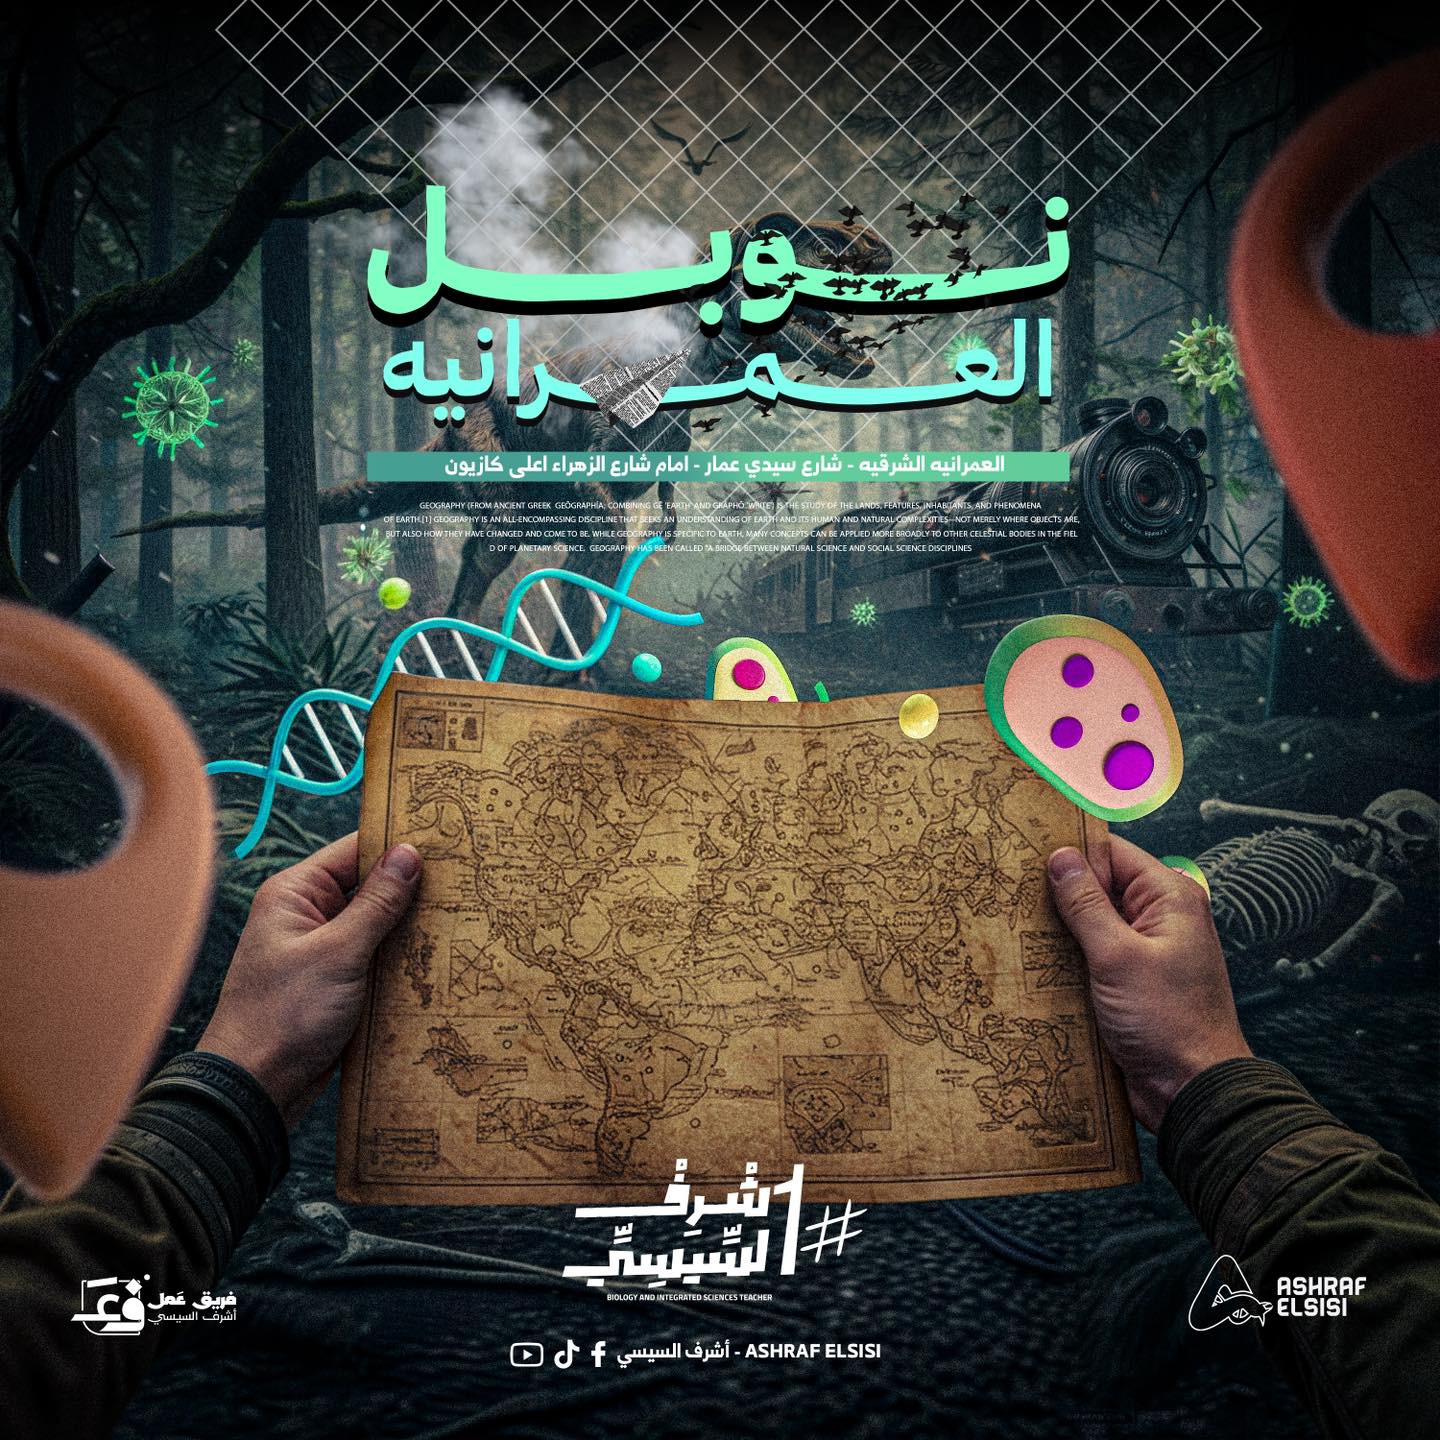 نوبل
العمرانيه
العمرانيه الشرقيه - شارع سيدي عمار - امام شارع الزهراء اعلى كازيون
GEOGRAPHY (FROM ANCIENT GREEK GEŌGRAPHÍA; COMBINING GÊ 'EARTH' AND GRÁPHŌ 'WRITE') IS THE STUDY OF THE LANDS, FEATURES, INHABITANTS, AND PHENOMENA
OF EARTH.[1] GEOGRAPHY IS AN ALL-ENCOMPASSING DISCIPLINE THAT SEEKS AN UNDERSTANDING OF EARTH AND ITS HUMAN AND NATURAL COMPLEXITIES—NOT MERELY WHERE OBJECTS ARE,
BUT ALSO HOW THEY HAVE CHANGED AND COME TO BE. WHILE GEOGRAPHY IS SPECIFIC TO EARTH, MANY CONCEPTS CAN BE APPLIED MORE BROADLY TO OTHER CELESTIAL BODIES IN THE FIEL
D OF PLANETARY SCIENCE. GEOGRAPHY HAS BEEN CALLED "A BRIDGE BETWEEN NATURAL SCIENCE AND SOCIAL SCIENCE DISCIPLINES
#1شرف
السيسي
BIOLOGY AND INTEGRATED SCIENCES TEACHER
فريق عمل
أشرف السيسي
ASHRAF
ELSISI
أشرف السيسي - ASHRAF ELSISI